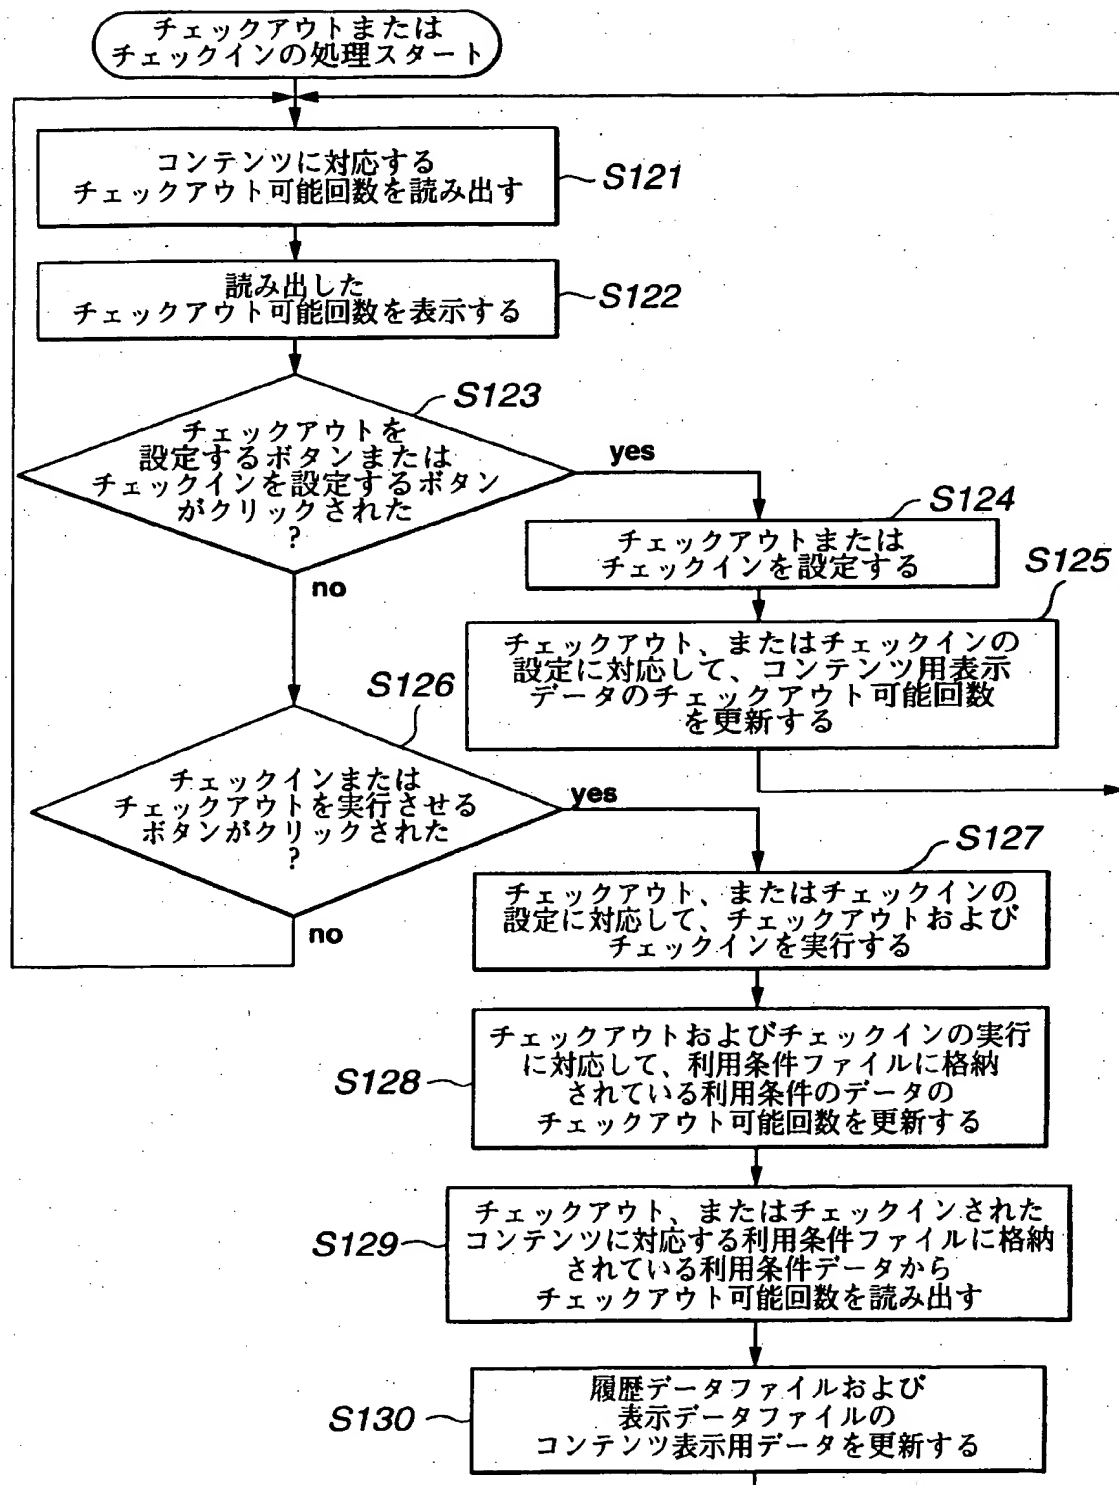 チェックアウトまたは
チェックインの処理スタート
コンテンツに対応する
チェックアウト可能回数を読み出す
S121
読み出した
チェックアウト可能回数を表示する
S122
S123
チェックアウトを
設定するボタンまたは
チェックインを設定するボタン
がクリックされた
?
yes
no
S124
チェックアウトまたは
チェックインを設定する
S125
チェックアウト、またはチェックインの
設定に対応して、コンテンツ用表示
データのチェックアウト可能回数
を更新する
S126
チェックインまたは
チェックアウトを実行させる
ボタンがクリックされた
?
yes
no
S127
チェックアウト、またはチェックインの
設定に対応して、チェックアウトおよび
チェックインを実行する
チェックアウトおよびチェックインの実行
に対応して、利用条件ファイルに格納
されている利用条件のデータの
チェックアウト可能回数を更新する
S128
チェックアウト、またはチェックインされた
コンテンツに対応する利用条件ファイルに格納
されている利用条件データから
チェックアウト可能回数を読み出す
S129
履歴データファイルおよび
表示データファイルの
コンテンツ表示用データを更新する
S130